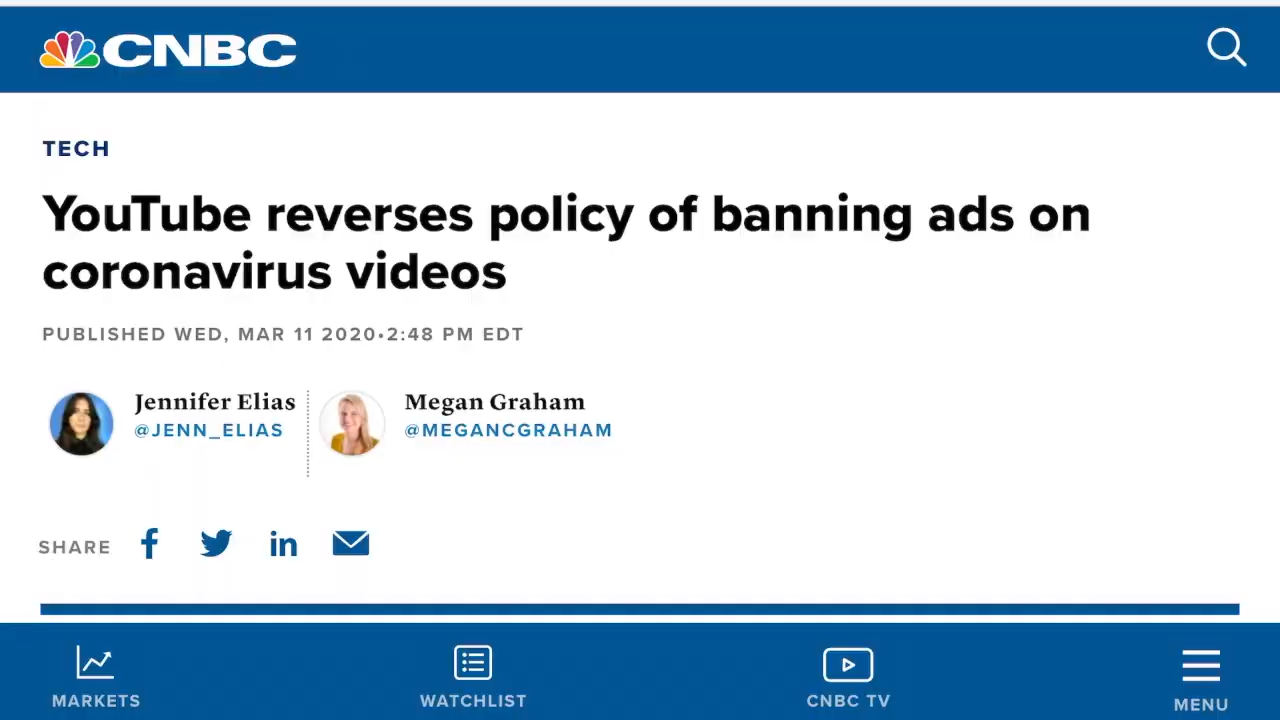 CNBC
TECH
YouTube reverses policy of banning ads on
coronavirus videos
PUBLISHED WED, MAR 11 2020•2:48 PM EDT
Jennifer Elias
@JENN_ELIAS
Megan Graham
@MEGANCGRAHAM
SHARE
MARKETS
WATCHLIST
CNBC TV
MENU